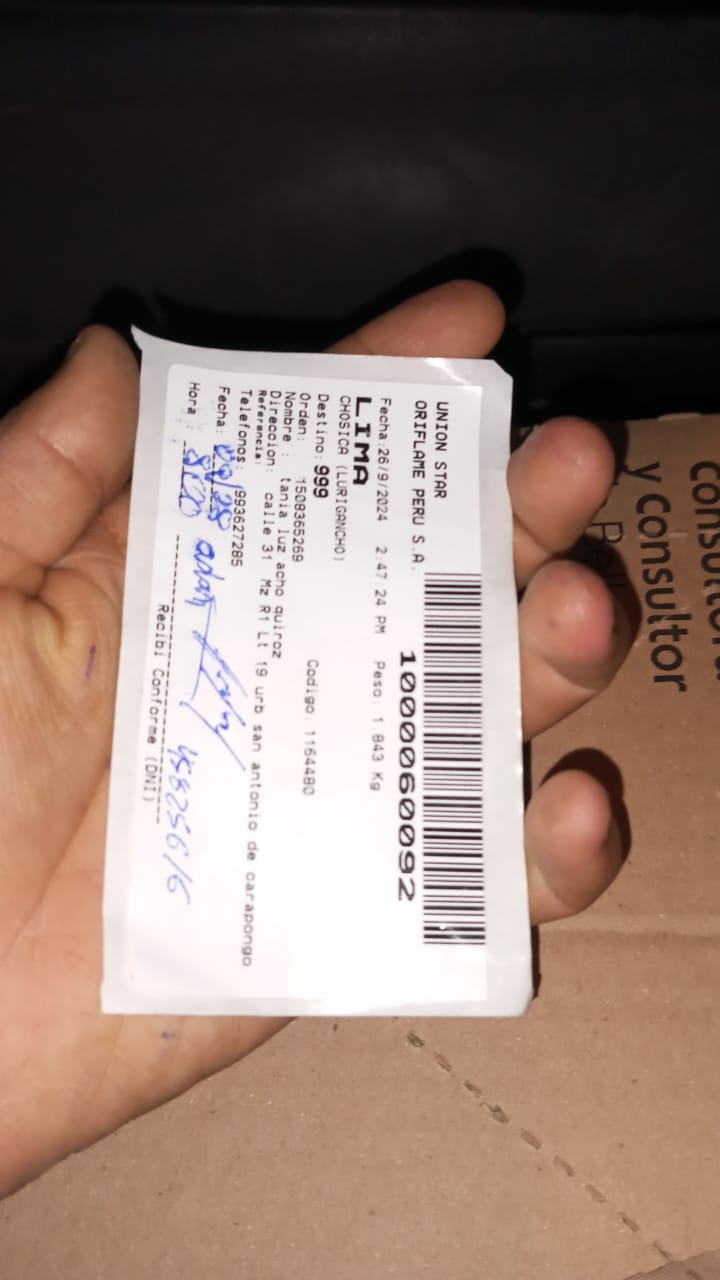 UNION STAR
ORIFLAME PERU S.A.
1000060092
Fecha:26/9/2024 2:47:24 PM Peso: 1.843 Kg
LIMA
CHOSICA (LURIGANCHO)
Destino: 999
Orden: 1508365269 Codigo: 1164480
Nombre : tania luz acho quiroz
Direccion: calle 31 Mz R1 Lt 19 urb san antonio de carapongo
Referencia:
Telefonos: 993627285
Fecha:
Hora :
Recibi Conforme (DNI)
y consultor